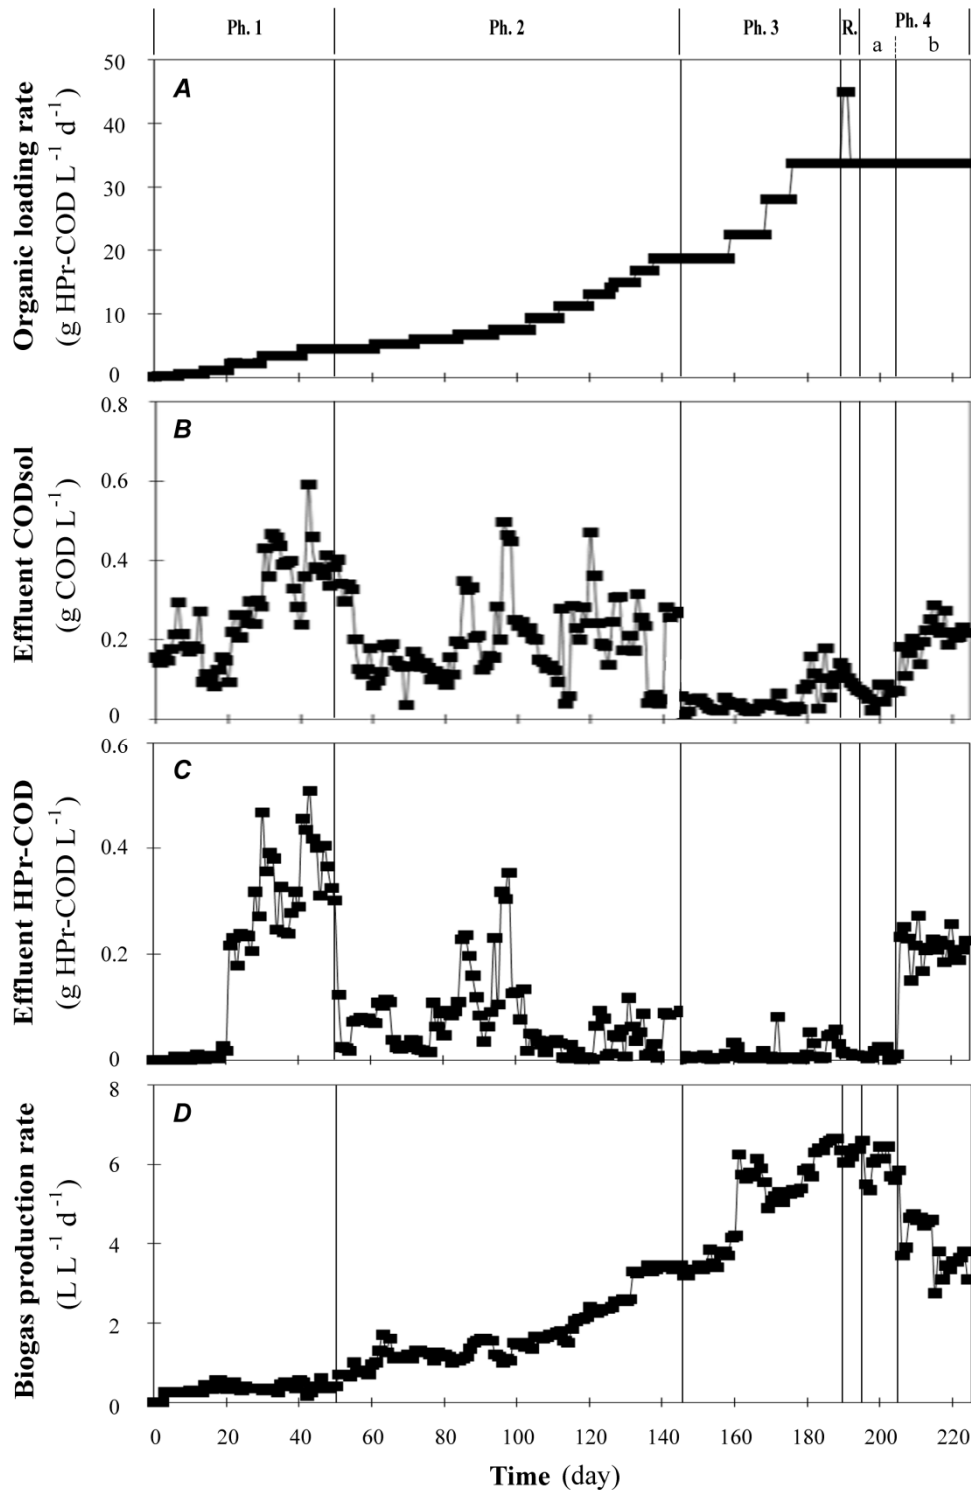 Ph. 1 Ph. 2 Ph. 3 R. Ph. 4
a b
A
Organic loading rate
(g HPr-COD L⁻¹ d⁻¹)
50
40
30
20
10
0
B
Effluent CODsol
(g COD L⁻¹)
0.8
0.6
0.4
0.2
0
C
Effluent HPr-COD
(g HPr-COD L⁻¹)
0.6
0.4
0.2
0
D
Biogas production rate
(L L⁻¹ d⁻¹)
8
6
4
2
0
0 20 40 60 80 100 120 140 160 180 200 220
Time (day)